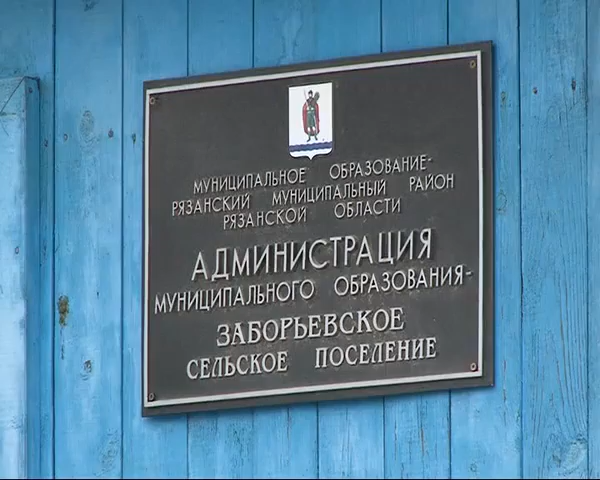 МУНИЦИПАЛЬНОЕ ОБРАЗОВАНИЕ-
РЯЗАНСКИЙ МУНИЦИПАЛЬНЫЙ РАЙОН
РЯЗАНСКОЙ ОБЛАСТИ
АДМИНИСТРАЦИЯ
МУНИЦИПАЛЬНОГО ОБРАЗОВАНИЯ-
ЗАБОРЬЕВСКОЕ
СЕЛЬСКОЕ ПОСЕЛЕНИЕ